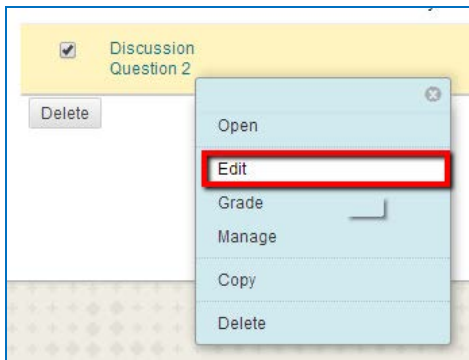 Discussion
Question 2
Delete
Open
Edit
Grade
Manage
Copy
Delete